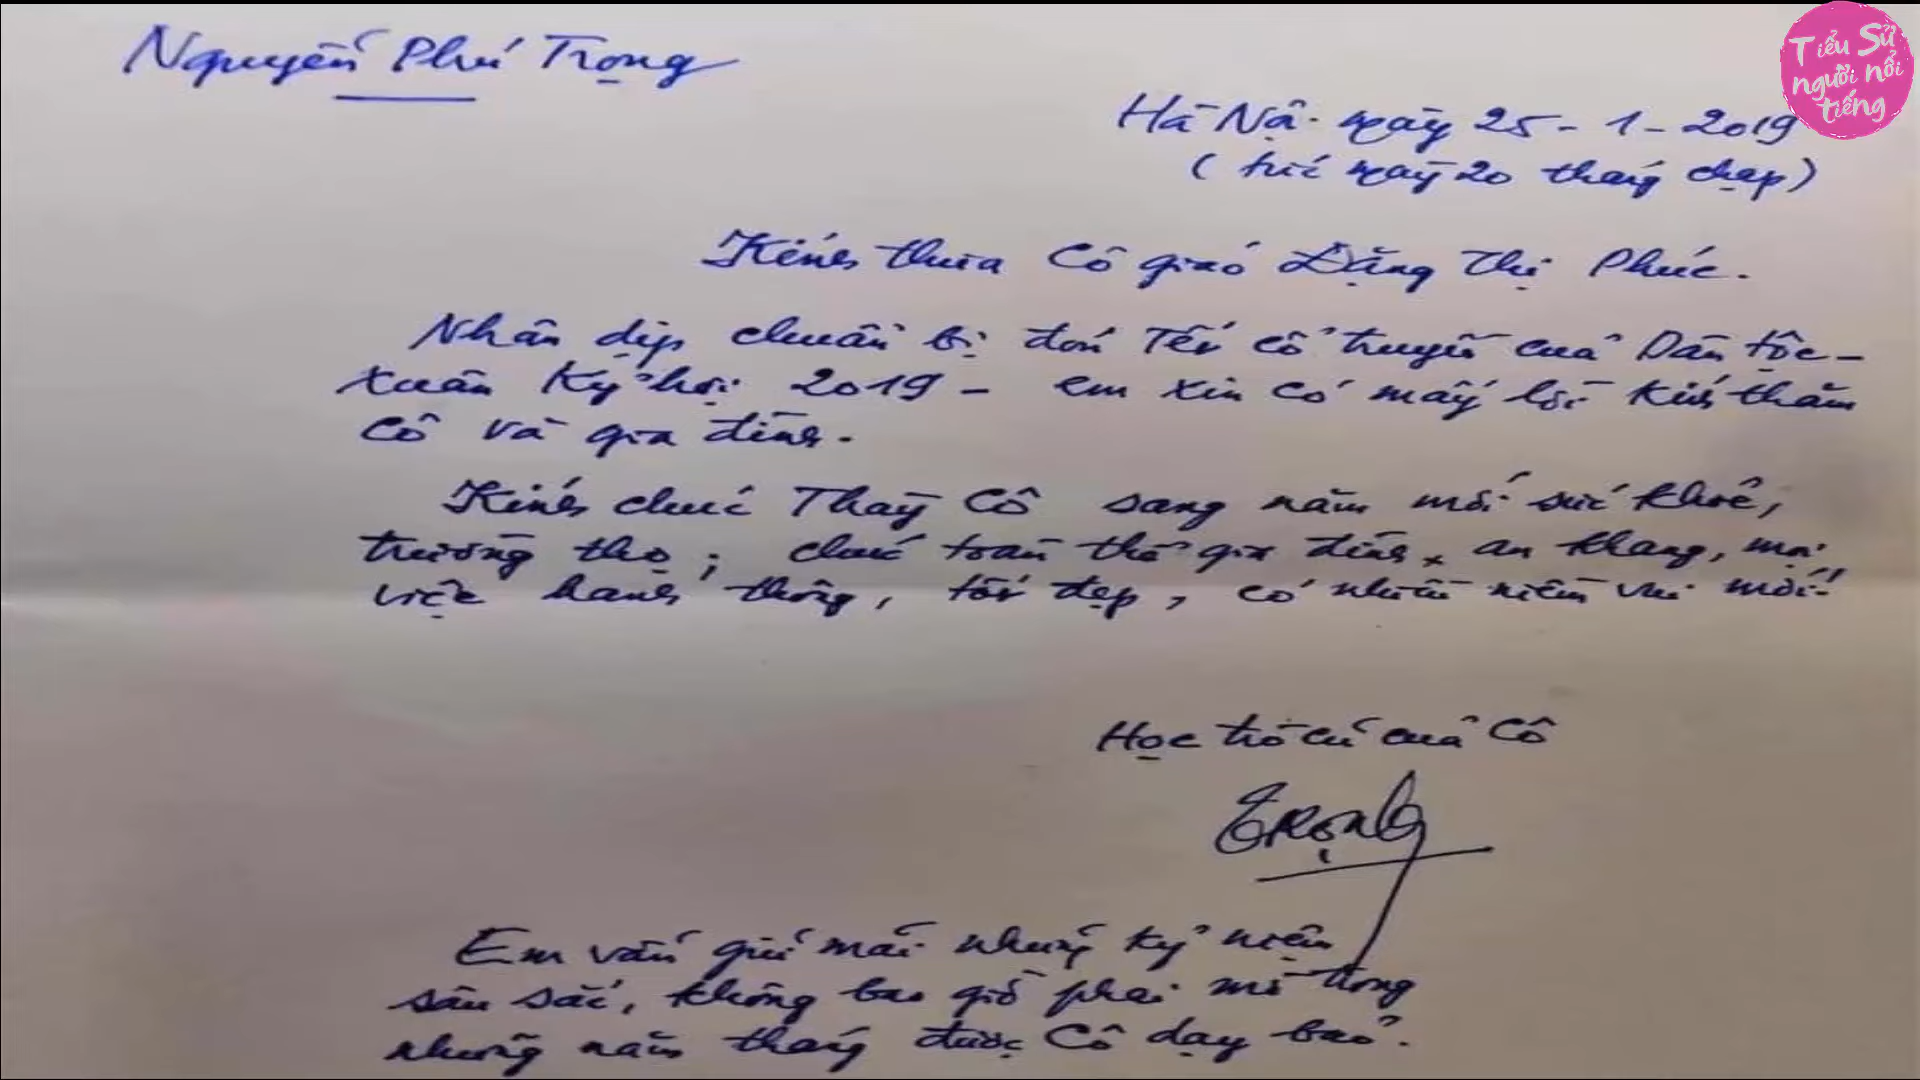 Nguyễn Phú Trọng
Tiểu Sử
người nổi
tiếng
Hà Nội ngày 25-1-2019
(tức ngày 20 tháng chạp)
Kính thưa Cô giáo Đặng Thị Phúc.
Nhân dịp chuẩn bị đón Tết cổ truyền của Dân tộc -
Xuân Kỷ hợi 2019 - em xin có mấy lời kính thăm
Cô và gia đình.
Kính chúc Thầy Cô sang năm mới sức khoẻ,
trường thọ; chúc toàn thể gia đình an khang, mọi
việc hanh thông, tốt đẹp, có nhiều niềm vui mới!
Học trò cũ của Cô
Trọng
Em vẫn giữ mãi những kỷ niệm
sâu sắc, không bao giờ phai mờ trong
những năm tháng được Cô dạy bảo.